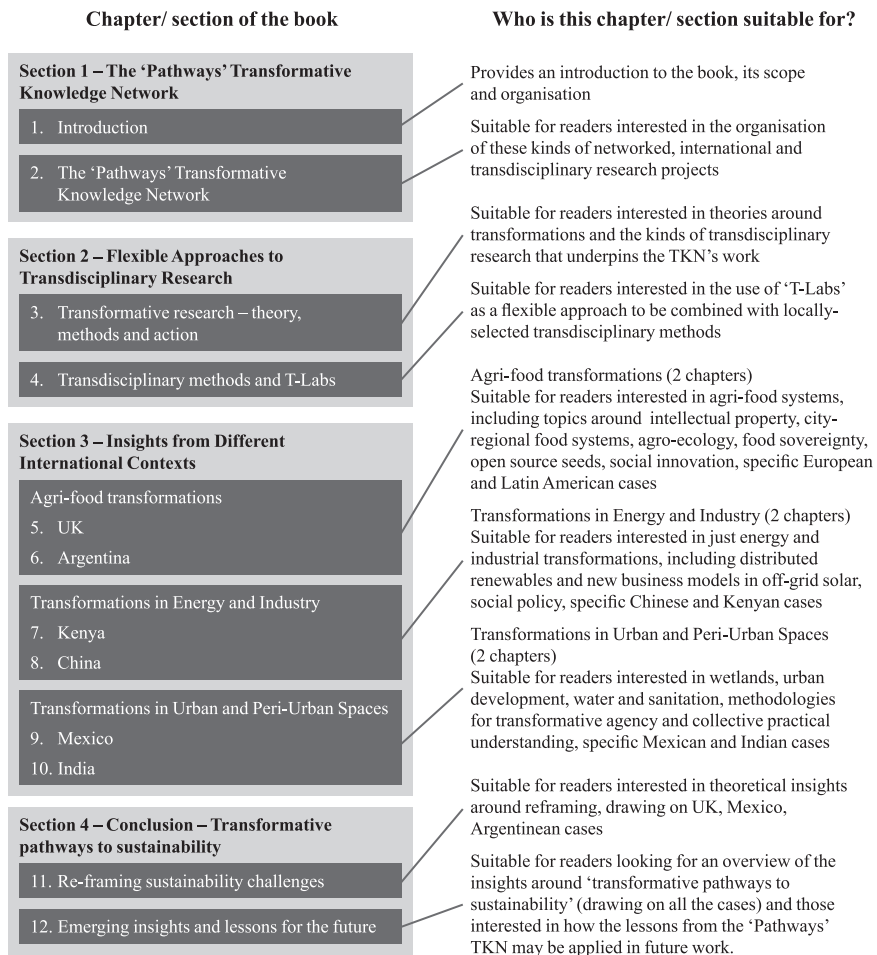 Chapter/ section of the book
Section 1 – The ‘Pathways’ Transformative
Knowledge Network
1. Introduction
2. The ‘Pathways’ Transformative
Knowledge Network
Section 2 – Flexible Approaches to
Transdisciplinary Research
3. Transformative research – theory,
methods and action
4. Transdisciplinary methods and T-Labs
Section 3 – Insights from Different
International Contexts
Agri-food transformations
5. UK
6. Argentina
Transformations in Energy and Industry
7. Kenya
8. China
Transformations in Urban and Peri-Urban Spaces
9. Mexico
10. India
Section 4 – Conclusion – Transformative
pathways to sustainability
11. Re-framing sustainability challenges
12. Emerging insights and lessons for the future
Who is this chapter/ section suitable for?
Provides an introduction to the book, its scope
and organisation
Suitable for readers interested in the organisation
of these kinds of networked, international and
transdisciplinary research projects
Suitable for readers interested in theories around
transformations and the kinds of transdisciplinary
research that underpins the TKN’s work
Suitable for readers interested in the use of ‘T-Labs’
as a flexible approach to be combined with locally-
selected transdisciplinary methods
Agri-food transformations (2 chapters)
Suitable for readers interested in agri-food systems,
including topics around intellectual property, city-
regional food systems, agro-ecology, food sovereignty,
open source seeds, social innovation, specific European
and Latin American cases
Transformations in Energy and Industry (2 chapters)
Suitable for readers interested in just energy and
industrial transformations, including distributed
renewables and new business models in off-grid solar,
social policy, specific Chinese and Kenyan cases
Transformations in Urban and Peri-Urban Spaces
(2 chapters)
Suitable for readers interested in wetlands, urban
development, water and sanitation, methodologies
for transformative agency and collective practical
understanding, specific Mexican and Indian cases
Suitable for readers interested in theoretical insights
around reframing, drawing on UK, Mexico,
Argentinean cases
Suitable for readers looking for an overview of the
insights around ‘transformative pathways to
sustainability’ (drawing on all the cases) and those
interested in how the lessons from the ‘Pathways’
TKN may be applied in future work.